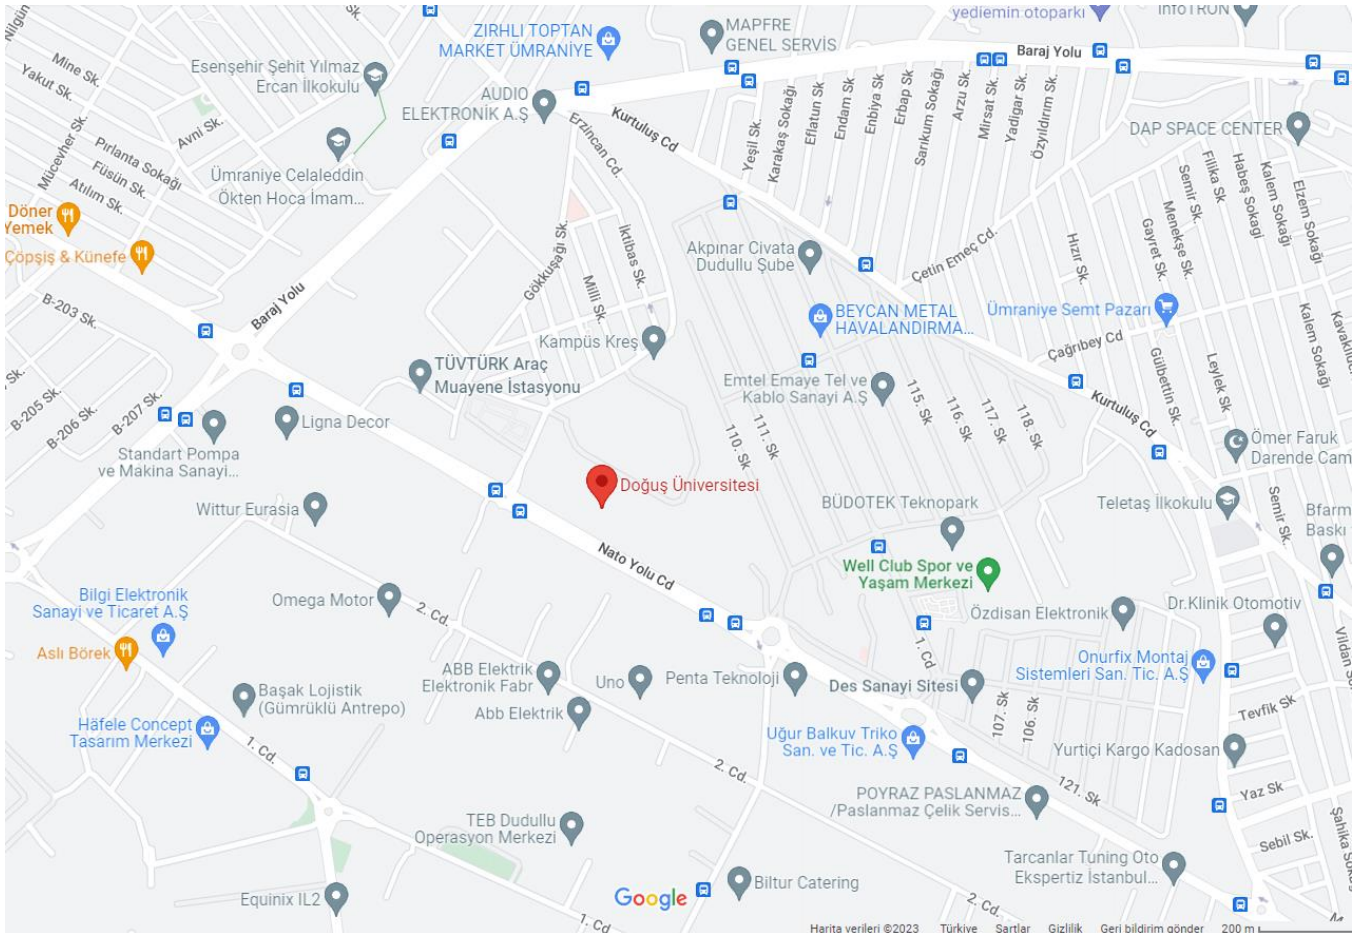 yediemin otoparkı
InfoTRON
Nilgün
ZIRHLI TOPTAN
MARKET ÜMRANİYE
MAPFRE
GENEL SERVİS
Baraj Yolu
Mine Sk.
Yakut Sk.
Esenşehir Şehit Yılmaz
Ercan İlkokulu
AUDIO
ELEKTRONİK A.Ş
Erzincan Cd.
Kurtuluş Cd
Yeşil Sk.
Karakaş Sokağı
Eflatun Sk
Endam Sk.
Enbiya Sk
Erbap Sk.
Sarıkum Sokağı
Arzu Sk.
Mirsat Sk.
Yadigar Sk.
Özyıldırım Sk.
DAP SPACE CENTER
Mücevher Sk.
Avni Sk.
Pırlanta Sokağı
Füsün Sk.
Atılım Sk.
Ümraniye Celaleddin
Ökten Hoca İmam...
Semir Sk.
Filika Sk
Habeş Sokagi
Kalem Sokağı
Elzem Sokağı
Döner
Yemek
Çöpşiş & Künefe
Gökkuşağı Sk.
İktibas Sk.
Milli Sk.
Akpınar Civata
Dudullu Şube
Çetin Emeç Cd.
Hızır Sk.
Gayret Sk.
Menekşe Sk.
B-203 Sk.
Baraj Yolu
BEYCAN METAL
HAVALANDIRMA...
Ümraniye Semt Pazarı
Kampüs Kreş
Çağrıbey Cd
Kalem Sokağı
TÜVTÜRK Araç
Muayene İstasyonu
Emtel Emaye Tel ve
Kablo Sanayi A.Ş
Gülbettin Sk.
Leylek Sk
B-205 Sk.
B-206 Sk.
B-207 Sk.
Ligna Decor
110. Sk
111. Sk
115. Sk
116. Sk
117. Sk
118. Sk
Kurtuluş Cd
Standart Pompa
ve Makina Sanayi...
Ömer Faruk
Darende Cam
Doğuş Üniversitesi
Wittur Eurasia
BÜDOTEK Teknopark
Teletaş İlkokulu
Semir Sk.
Bfarm
Baskı
Nato Yolu Cd
Well Club Spor ve
Yaşam Merkezi
Bilgi Elektronik
Sanayi ve Ticaret A.Ş
Omega Motor
2. Cd.
Özdisan Elektronik
Dr.Klinik Otomotiv
Aslı Börek
ABB Elektrik
Elektronik Fabr
Uno
Penta Teknoloji
1. Cd
Des Sanayi Sitesi
Onurfix Montaj
Sistemleri San. Tic. A.Ş
Başak Lojistik
(Gümrüklü Antrepo)
Abb Elektrik
107. Sk
106. Sk
Tevfik Sk
Häfele Concept
Tasarım Merkezi
1. Cd.
Uğur Balkuv Triko
San. ve Tic. A.Ş
Yurtiçi Kargo Kadosan
2. Cd.
121. Sk
Yaz Sk
POYRAZ PASLANMAZ
/Paslanmaz Çelik Servis...
TEB Dudullu
Operasyon Merkezi
Sebil Sk.
Tarcanlar Tuning Oto
Ekspertiz İstanbul...
Equinix IL2
Google
Biltur Catering
2. Cd.
1. Cd
Harita verileri ©2023 Türkiye Şartlar Gizlilik Geri bildirim gönder 200 m